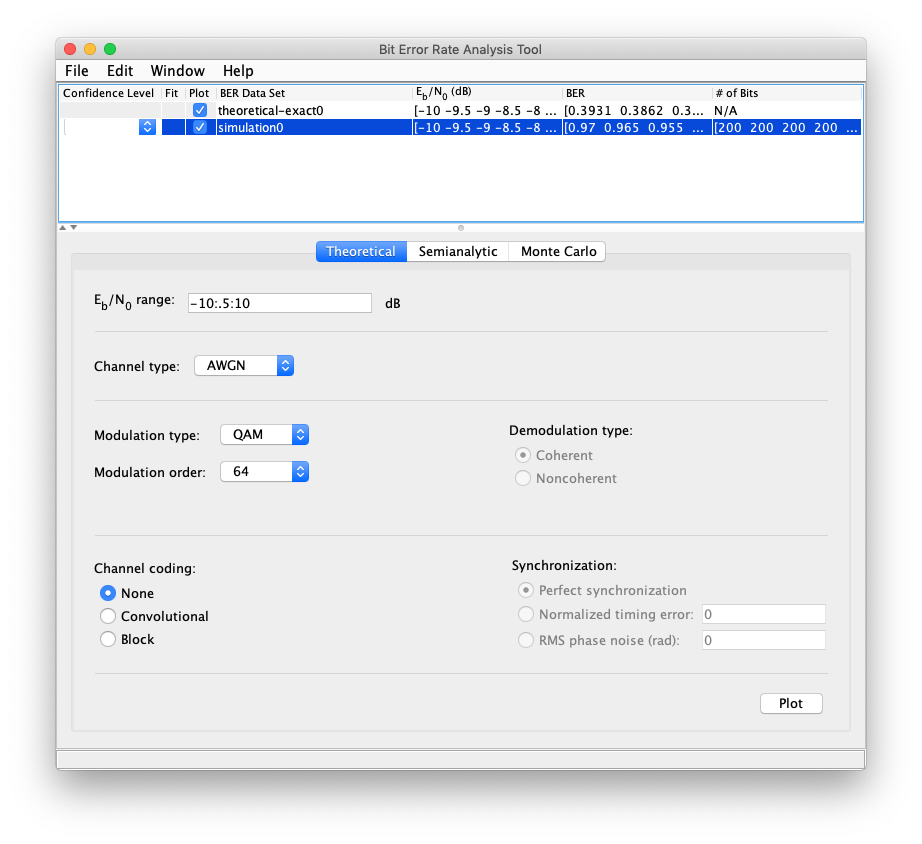 Bit Error Rate Analysis Tool
File Edit Window Help
Confidence Level Fit Plot BER Data Set Eb/N0 (dB) BER # of Bits
theoretical-exact0 [-10 -9.5 -9 -8.5 -8 ... [0.3931 0.3862 0.3... N/A
simulation0 [-10 -9.5 -9 -8.5 -8 ... [0.97 0.965 0.955 ... [200 200 200 200 ...
Theoretical Semianalytic Monte Carlo
Eb/N0 range: -10:.5:10 dB
Channel type: AWGN
Modulation type: QAM
Demodulation type:
Coherent
Modulation order: 64
Noncoherent
Channel coding:
Synchronization:
None
Perfect synchronization
Convolutional
Normalized timing error: 0
Block
RMS phase noise (rad): 0
Plot